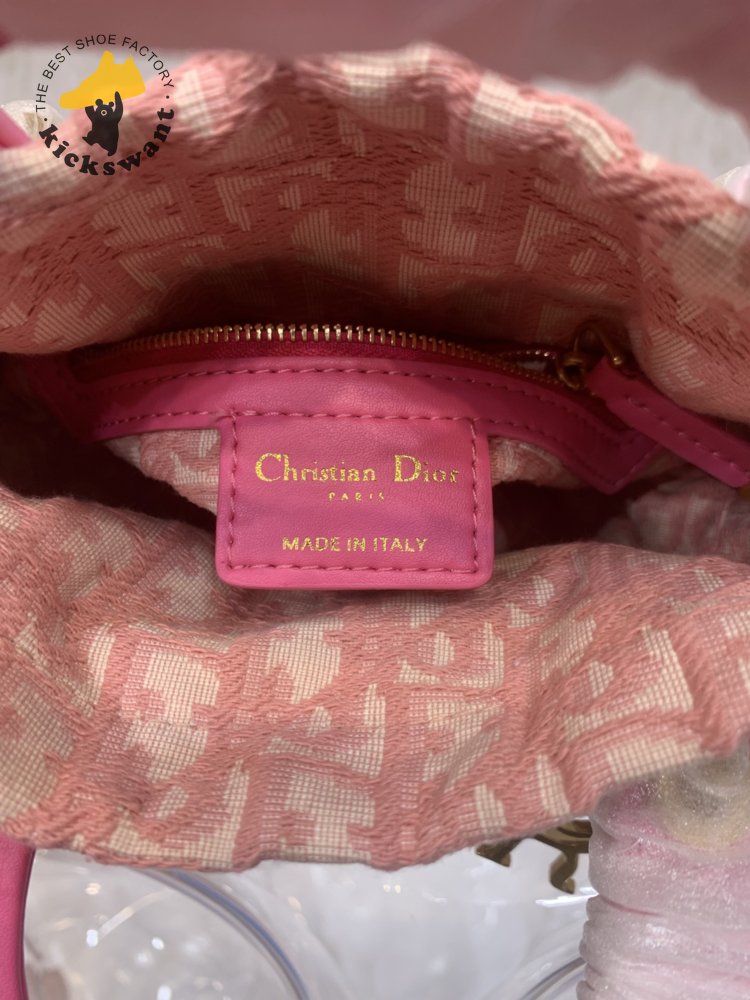 THE BEST SHOE FACTORY
kickswant
Christian Dior
PARIS
MADE IN ITALY